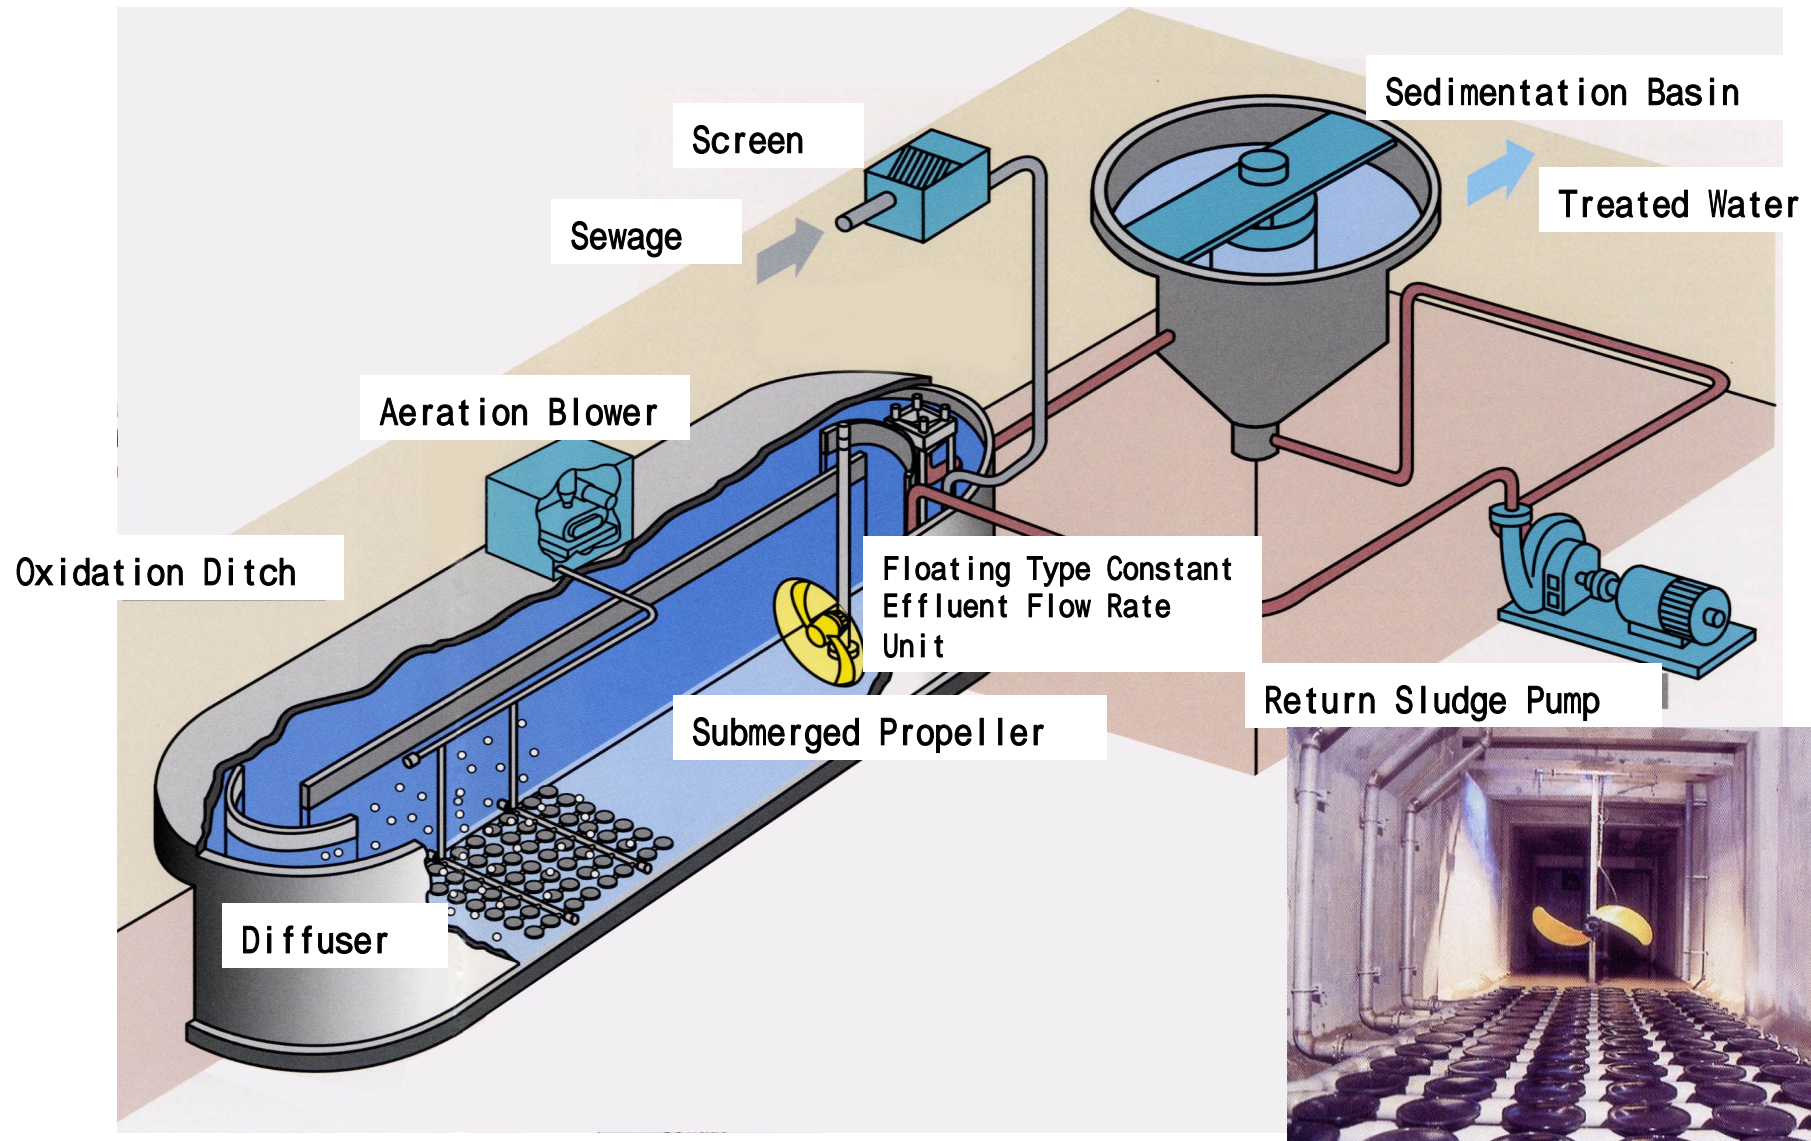 Sedimentation Basin
Screen
Treated Water
Sewage
Aeration Blower
Oxidation Ditch
Floating Type Constant
Effluent Flow Rate
Unit
Return Sludge Pump
Submerged Propeller
Diffuser